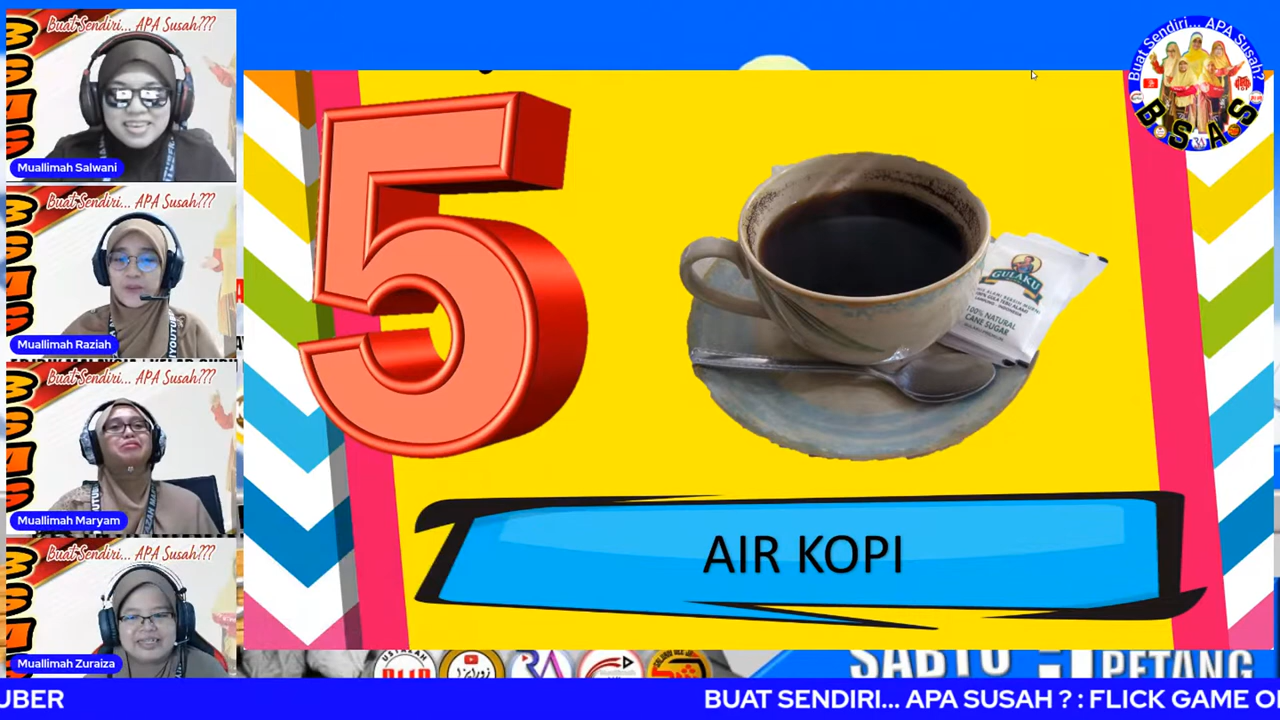 Buat Sendiri... APA Susah???
Muallimah Salwani
Buat Sendiri... APA Susah???
Muallimah Raziah
Buat Sendiri... APA Susah???
Muallimah Maryam
Buat Sendiri... APA Susah???
Muallimah Zuraiza
5
GULAKU
100% NATURAL
CANE SUGAR
AIR KOPI
Buat Sendiri... APA Susah?
BSAS
SABTU
PETANG
UBER
BUAT SENDIRI... APA SUSAH ? : FLICK GAME